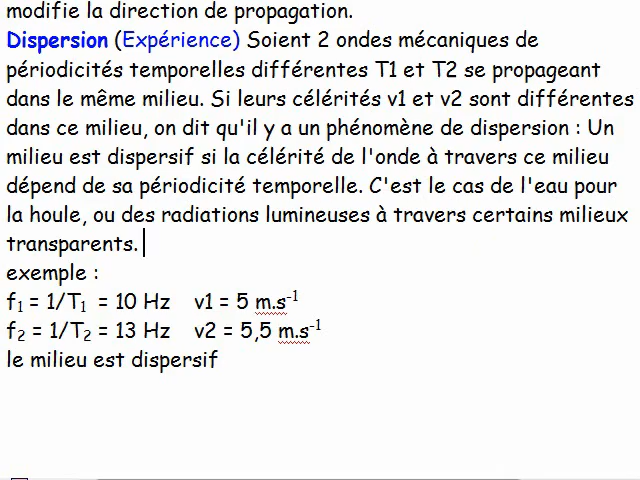 modifie la direction de propagation.
Dispersion (Expérience) Soient 2 ondes mécaniques de
périodicités temporelles différentes T1 et T2 se propageant
dans le même milieu. Si leurs célérités v1 et v2 sont différentes
dans ce milieu, on dit qu'il y a un phénomène de dispersion : Un
milieu est dispersif si la célérité de l'onde à travers ce milieu
dépend de sa périodicité temporelle. C'est le cas de l'eau pour
la houle, ou des radiations lumineuses à travers certains milieux
transparents.
exemple :
f₁ = 1/T₁ = 10 Hz v1 = 5 m.s⁻¹
f₂ = 1/T₂ = 13 Hz v2 = 5,5 m.s⁻¹
le milieu est dispersif